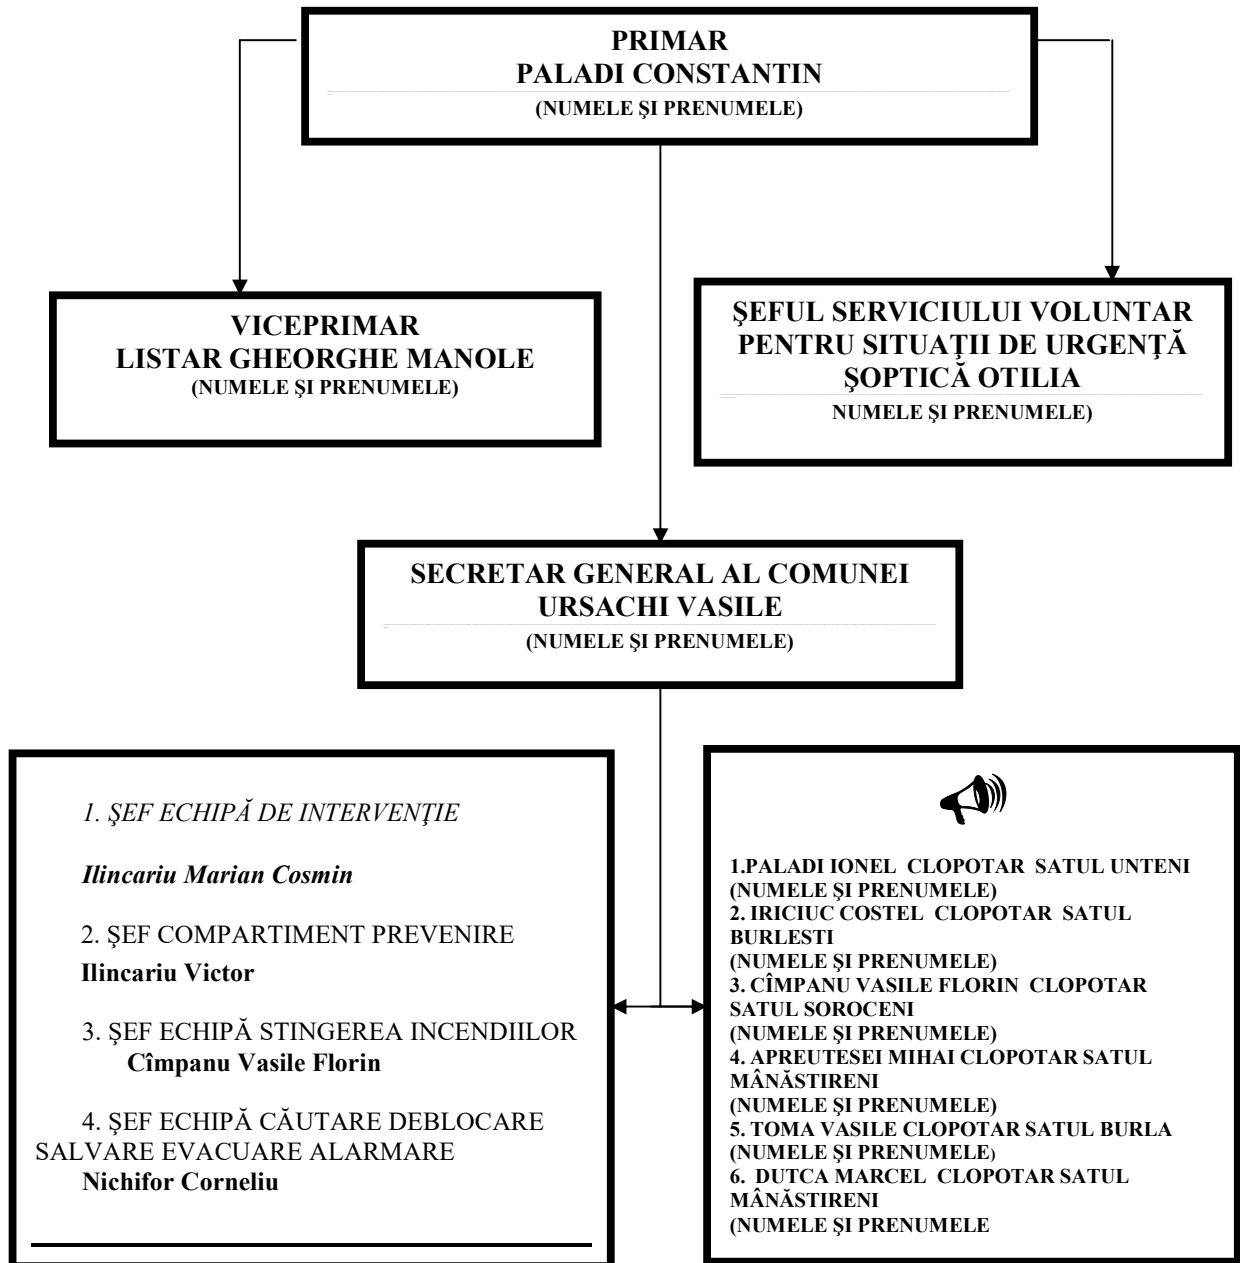 PRIMAR
PALADI CONSTANTIN
(NUMELE ŞI PRENUMELE)
VICEPRIMAR
LISTAR GHEORGHE MANOLE
(NUMELE ŞI PRENUMELE)
ŞEFUL SERVICIULUI VOLUNTAR
PENTRU SITUAŢII DE URGENŢĂ
ŞOPTICĂ OTILIA
NUMELE ŞI PRENUMELE)
SECRETAR GENERAL AL COMUNEI
URSACHI VASILE
(NUMELE ŞI PRENUMELE)
1. ŞEF ECHIPĂ DE INTERVENŢIE
Ilincariu Marian Cosmin
2. ŞEF COMPARTIMENT PREVENIRE
Ilincariu Victor
3. ŞEF ECHIPĂ STINGEREA INCENDIILOR
Cîmpanu Vasile Florin
4. ŞEF ECHIPĂ CĂUTARE DEBLOCARE
SALVARE EVACUARE ALARMARE
Nichifor Corneliu
1.PALADI IONEL CLOPOTAR SATUL UNTENI
(NUMELE ŞI PRENUMELE)
2. IRICIUC COSTEL CLOPOTAR SATUL
BURLESTI
(NUMELE ŞI PRENUMELE)
3. CÎMPANU VASILE FLORIN CLOPOTAR
SATUL SOROCENI
(NUMELE ŞI PRENUMELE)
4. APREUTESEI MIHAI CLOPOTAR SATUL
MÂNĂSTIRENI
(NUMELE ŞI PRENUMELE)
5. TOMA VASILE CLOPOTAR SATUL BURLA
(NUMELE ŞI PRENUMELE)
6. DUTCA MARCEL CLOPOTAR SATUL
MÂNĂSTIRENI
(NUMELE ŞI PRENUMELE